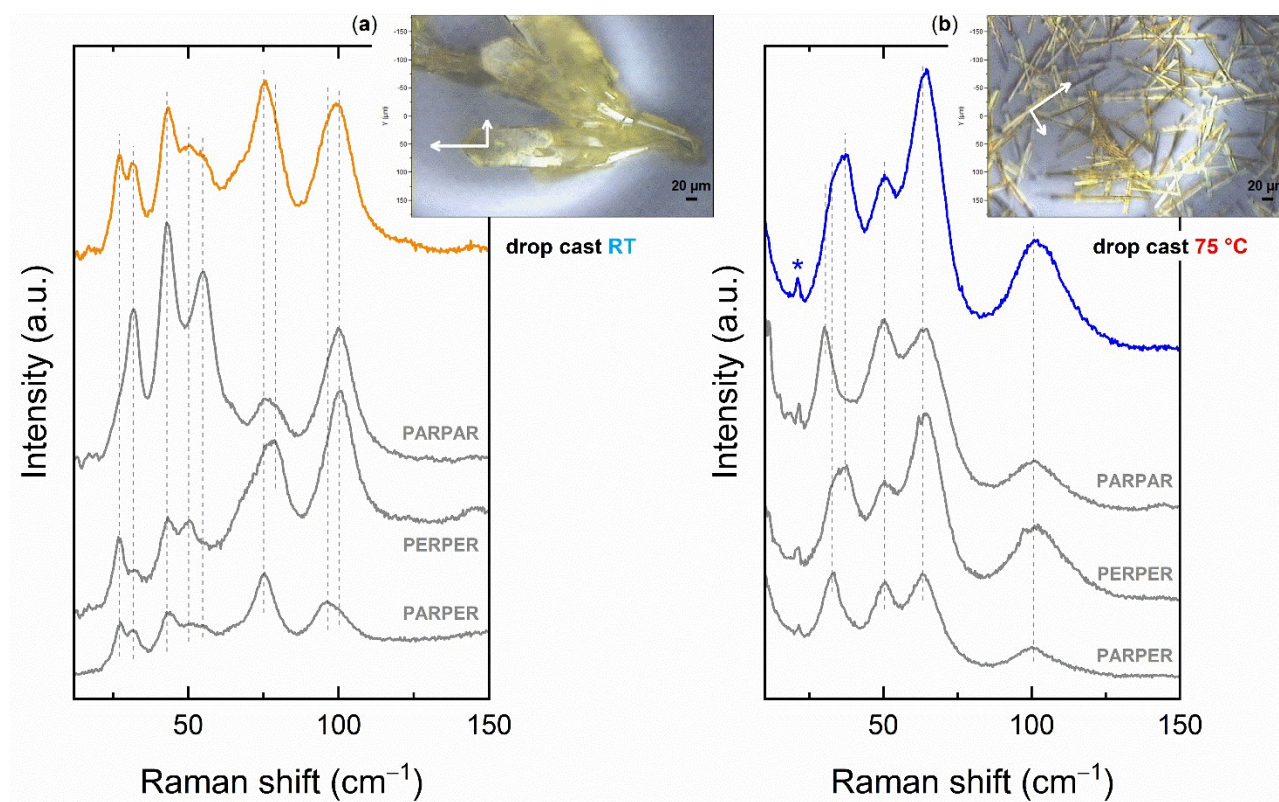 (a)
-150
-100
-50
0
50
100
150
Y (µm)
20 µm
drop cast RT
PARPAR
PERPER
PARPER
Intensity (a.u.)
50
100
150
Raman shift (cm⁻¹)
(b)
-150
-100
-50
0
50
100
150
Y (µm)
20 µm
drop cast 75 °C
*
PARPAR
PERPER
PARPER
Intensity (a.u.)
50
100
150
Raman shift (cm⁻¹)